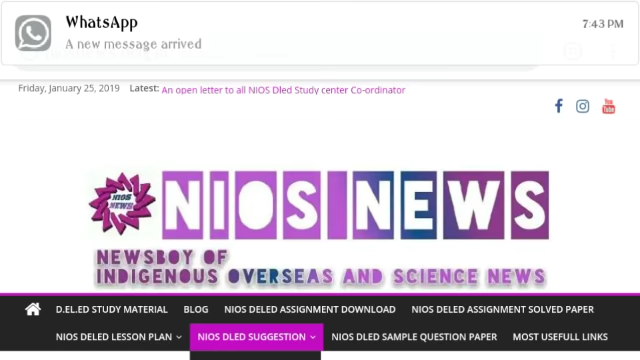 WhatsApp
7:43 PM
A new message arrived
Friday, January 25, 2019 Latest: An open letter to all NIOS Dled Study center Co-ordinator
You Tube
NIOS NEWS
NIOS NEWS
NEWSBOY OF
INDIGENOUS OVERSEAS AND SCIENCE NEWS
D.EL.ED STUDY MATERIAL BLOG NIOS DELED ASSIGNMENT DOWNLOAD NIOS DELED ASSIGNMENT SOLVED PAPER
NIOS DELED LESSON PLAN NIOS DLED SUGGESTION NIOS DLED SAMPLE QUESTION PAPER MOST USEFULL LINKS